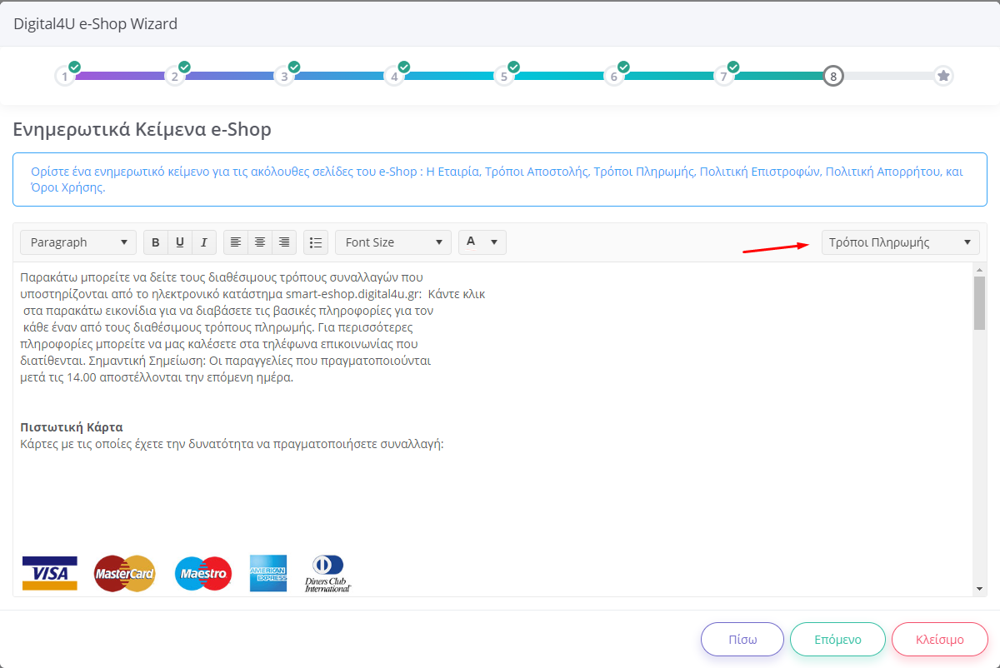 Digital4U e-Shop Wizard
1 2 3 4 5 6 7 8
Ενημερωτικά Κείμενα e-Shop
Ορίστε ένα ενημερωτικό κείμενο για τις ακόλουθες σελίδες του e-Shop : Η Εταιρία, Τρόποι Αποστολής, Τρόποι Πληρωμής, Πολιτική Επιστροφών, Πολιτική Απορρήτου, και
Όροι Χρήσης.
Paragraph B U I Font Size A Τρόποι Πληρωμής
Παρακάτω μπορείτε να δείτε τους διαθέσιμους τρόπους συναλλαγών που
υποστηρίζονται από το ηλεκτρονικό κατάστημα smart-eshop.digital4u.gr:  Κάντε κλικ
στα παρακάτω εικονίδια για να διαβάσετε τις βασικές πληροφορίες για τον
κάθε έναν από τους διαθέσιμους τρόπους πληρωμής. Για περισσότερες
πληροφορίες μπορείτε να μας καλέσετε στα τηλέφωνα επικοινωνίας που
διατίθενται. Σημαντική Σημείωση: Οι παραγγελίες που πραγματοποιούνται
μετά τις 14.00 αποστέλλονται την επόμενη ημέρα.
Πιστωτική Κάρτα
Κάρτες με τις οποίες έχετε την δυνατότητα να πραγματοποιήσετε συναλλαγή:
VISA MasterCard Maestro AMERICAN EXPRESS Diners Club International
Πίσω Επόμενο Κλείσιμο